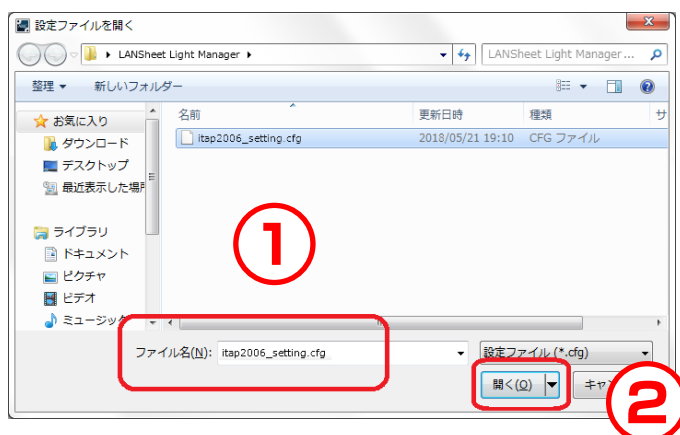 設定ファイルを開く
LANSheet Light Manager
LANSheet Light Manager ...
整理 新しいフォルダー
お気に入り
ダウンロード
デスクトップ
最近表示した場所
ライブラリ
ドキュメント
ピクチャ
ビデオ
ミュージック
名前 更新日時 種類 サ
itap2006_setting.cfg 2018/05/21 19:10 CFG ファイル
①
ファイル名(N): itap2006_setting.cfg 設定ファイル (*.cfg)
開く(O) キャン
②